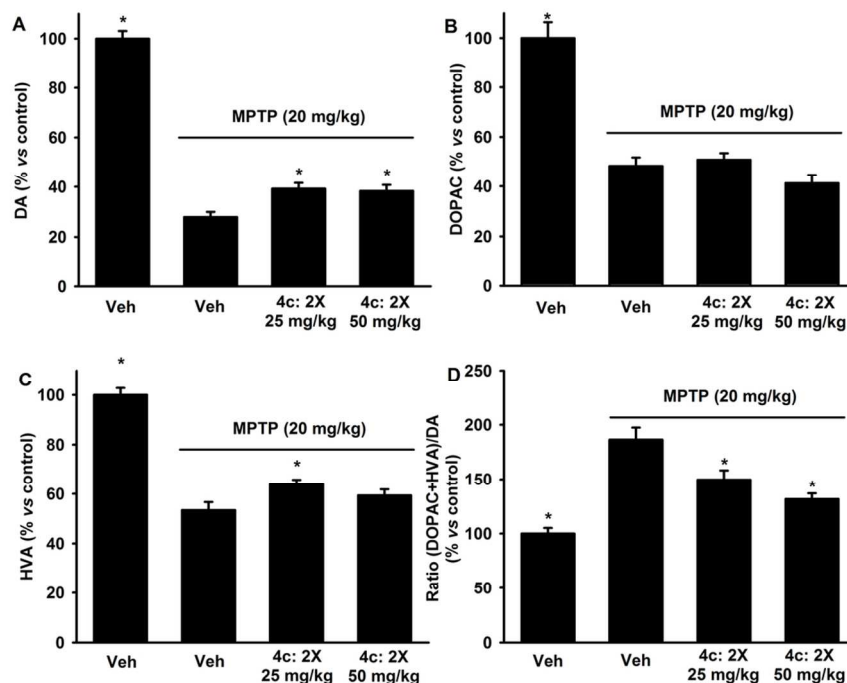 A
DA (% vs control)
100
80
60
40
20
0
*
MPTP (20 mg/kg)
*
*
Veh
Veh
4c: 2X
25 mg/kg
4c: 2X
50 mg/kg
B
DOPAC (% vs control)
100
80
60
40
20
0
*
MPTP (20 mg/kg)
Veh
Veh
4c: 2X
25 mg/kg
4c: 2X
50 mg/kg
C
HVA (% vs control)
100
80
60
40
20
0
*
MPTP (20 mg/kg)
*
Veh
Veh
4c: 2X
25 mg/kg
4c: 2X
50 mg/kg
D
Ratio (DOPAC+HVA)/DA
(% vs control)
250
200
150
100
50
0
MPTP (20 mg/kg)
*
*
*
Veh
Veh
4c: 2X
25 mg/kg
4c: 2X
50 mg/kg